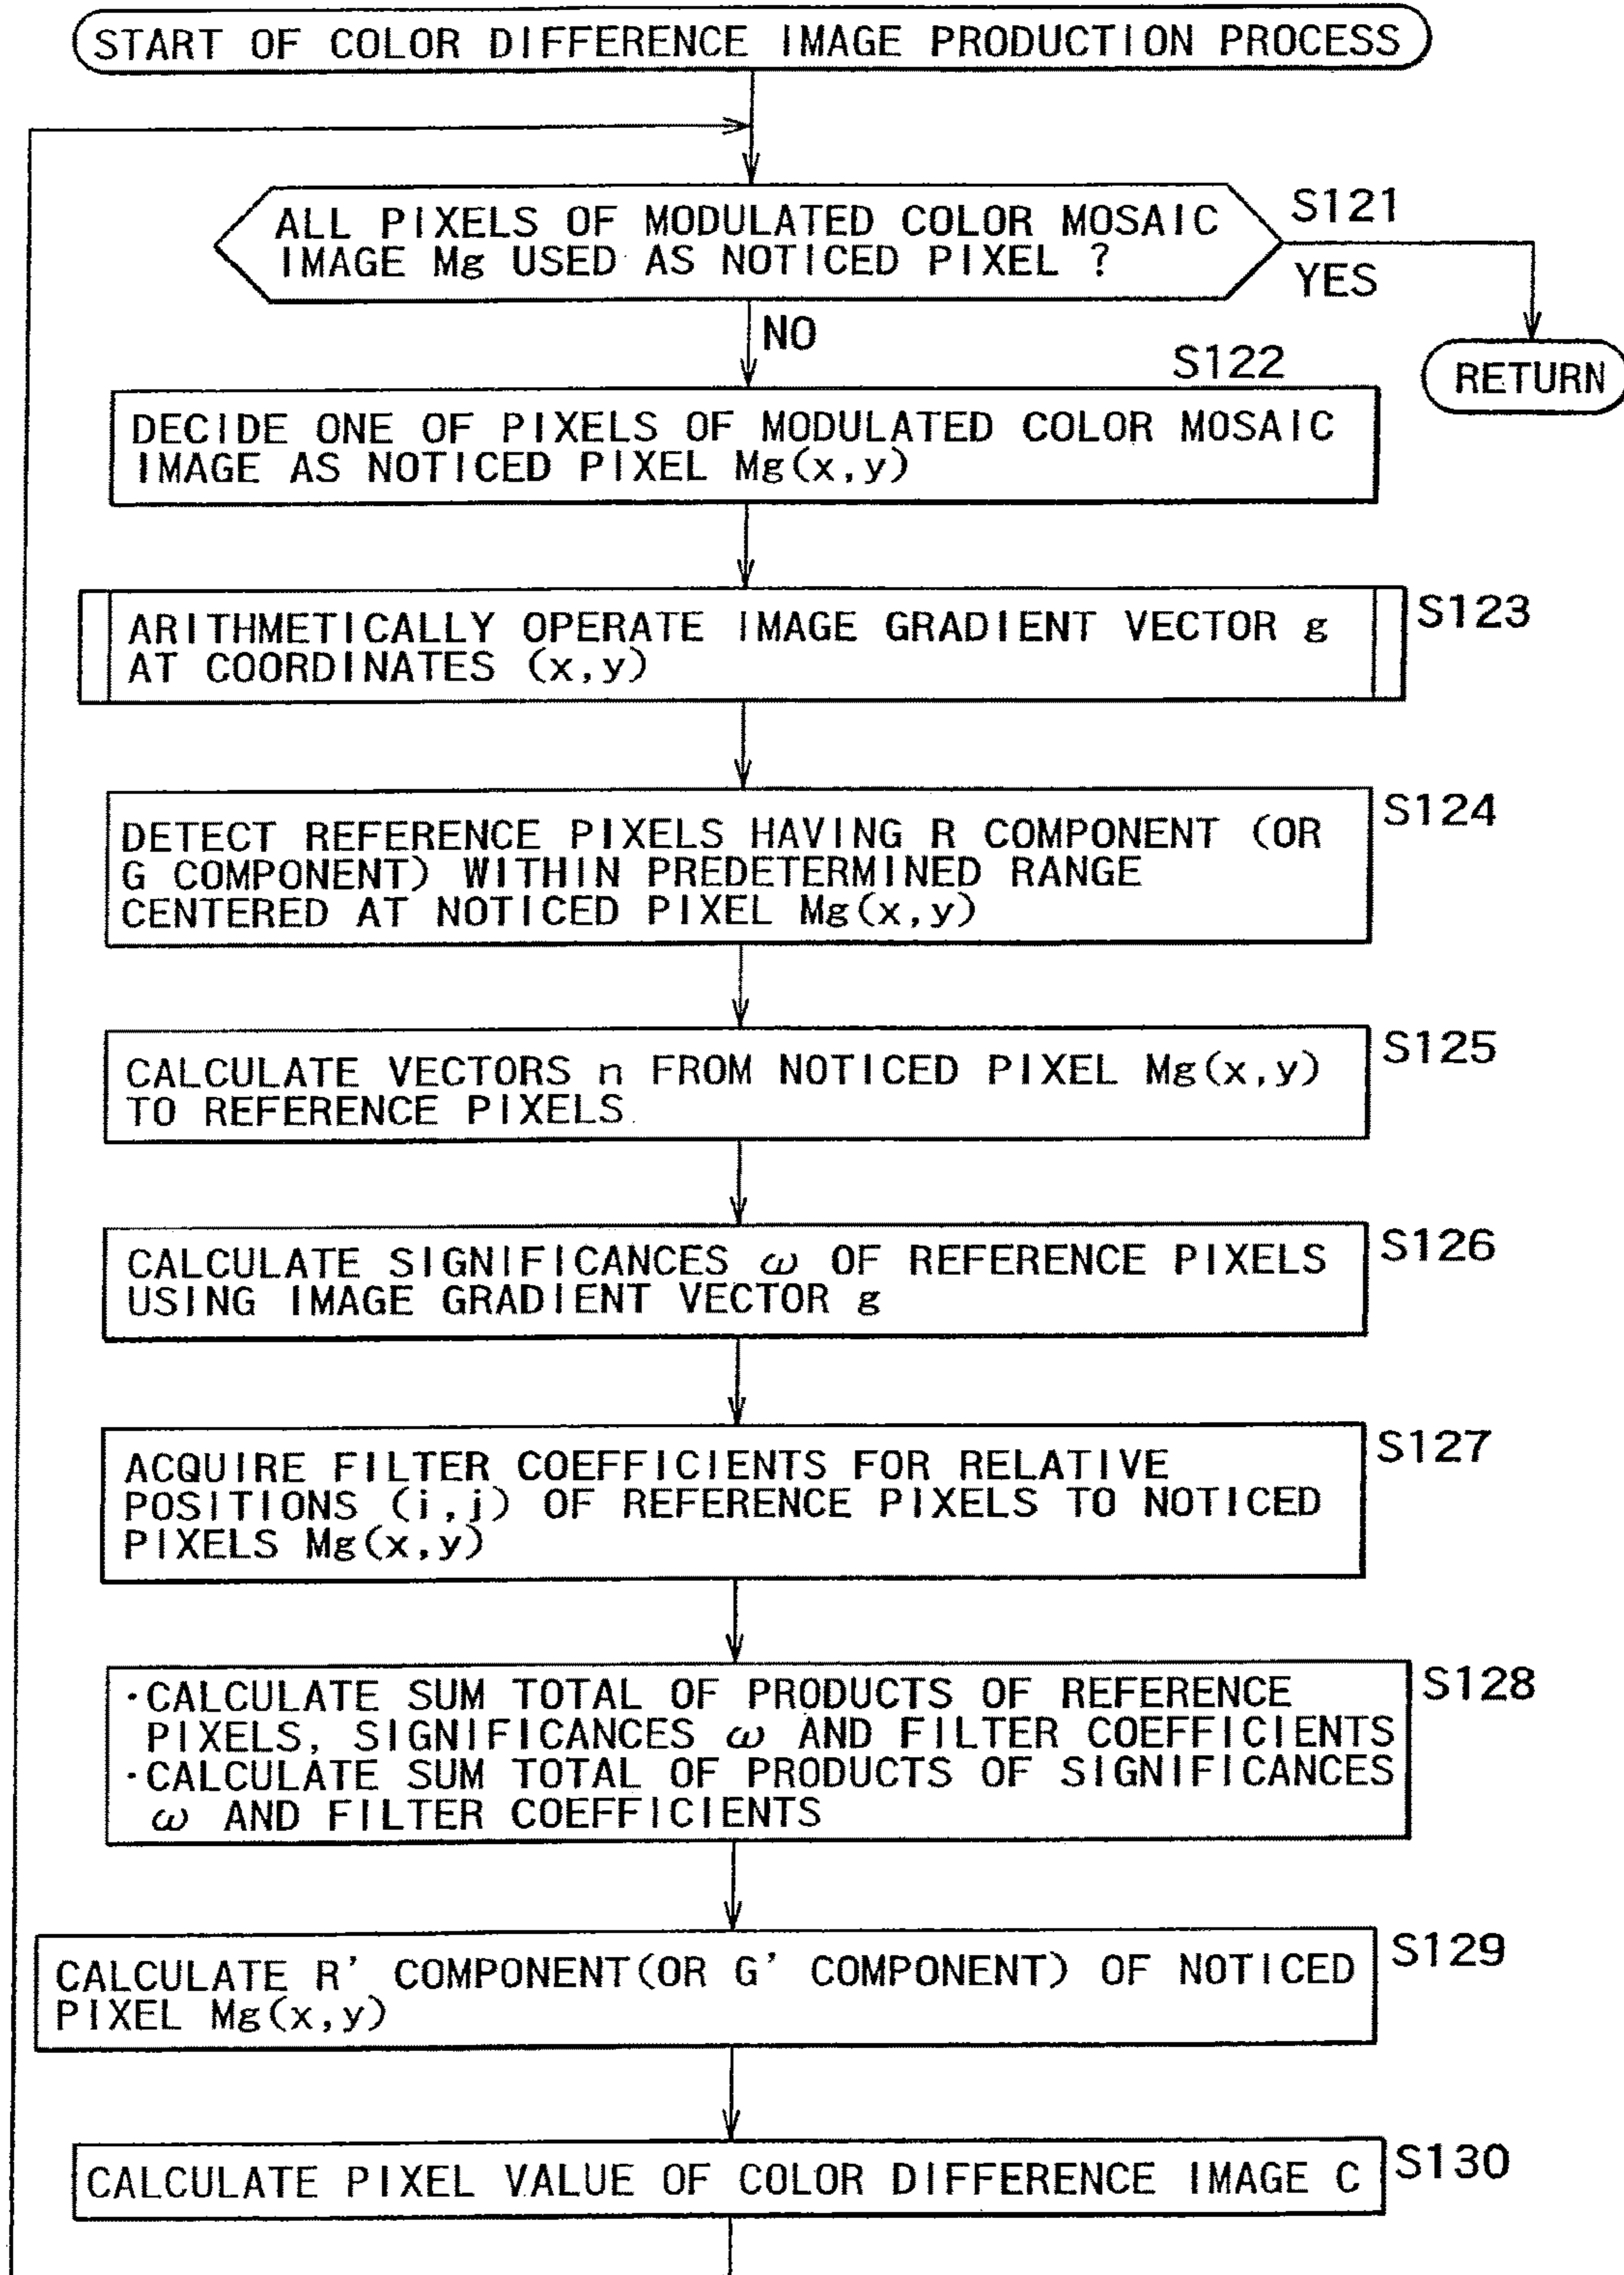 START OF COLOR DIFFERENCE IMAGE PRODUCTION PROCESS
ALL PIXELS OF MODULATED COLOR MOSAIC
IMAGE Mg USED AS NOTICED PIXEL ?
S121
YES
NO
RETURN
S122
DECIDE ONE OF PIXELS OF MODULATED COLOR MOSAIC
IMAGE AS NOTICED PIXEL Mg(x,y)
S123
ARITHMETICALLY OPERATE IMAGE GRADIENT VECTOR g
AT COORDINATES (x,y)
S124
DETECT REFERENCE PIXELS HAVING R COMPONENT (OR
G COMPONENT) WITHIN PREDETERMINED RANGE
CENTERED AT NOTICED PIXEL Mg(x,y)
S125
CALCULATE VECTORS n FROM NOTICED PIXEL Mg(x,y)
TO REFERENCE PIXELS
S126
CALCULATE SIGNIFICANCES ω OF REFERENCE PIXELS
USING IMAGE GRADIENT VECTOR g
S127
ACQUIRE FILTER COEFFICIENTS FOR RELATIVE
POSITIONS (i,j) OF REFERENCE PIXELS TO NOTICED
PIXELS Mg(x,y)
S128
·CALCULATE SUM TOTAL OF PRODUCTS OF REFERENCE
PIXELS, SIGNIFICANCES ω AND FILTER COEFFICIENTS
·CALCULATE SUM TOTAL OF PRODUCTS OF SIGNIFICANCES
ω AND FILTER COEFFICIENTS
S129
CALCULATE R' COMPONENT(OR G' COMPONENT) OF NOTICED
PIXEL Mg(x,y)
S130
CALCULATE PIXEL VALUE OF COLOR DIFFERENCE IMAGE C